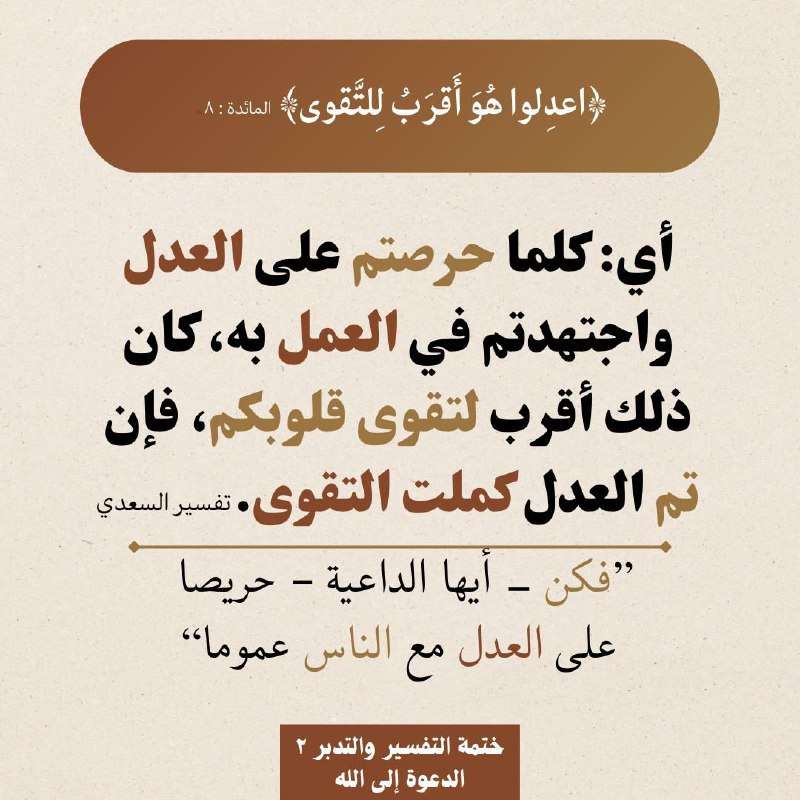 ﴿اعدِلوا هُوَ أَقرَبُ لِلتَّقوى﴾ المائدة : ٨
أي: كلما حرصتم على العدل
واجتهدتم في العمل به، كان
ذلك أقرب لتقوى قلوبكم، فإن
تم العدل كملت التقوى. تفسير السعدي
”فكن – أيها الداعية – حريصا
على العدل مع الناس عموما“
ختمة التفسير والتدبر ٢
الدعوة إلى الله